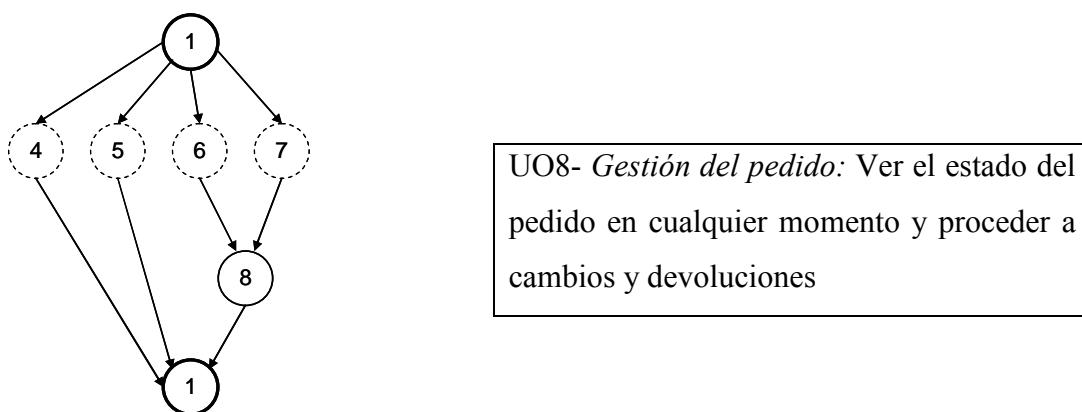 1
4 5 6 7
UO8- Gestión del pedido: Ver el estado del
pedido en cualquier momento y proceder a
cambios y devoluciones
8
1